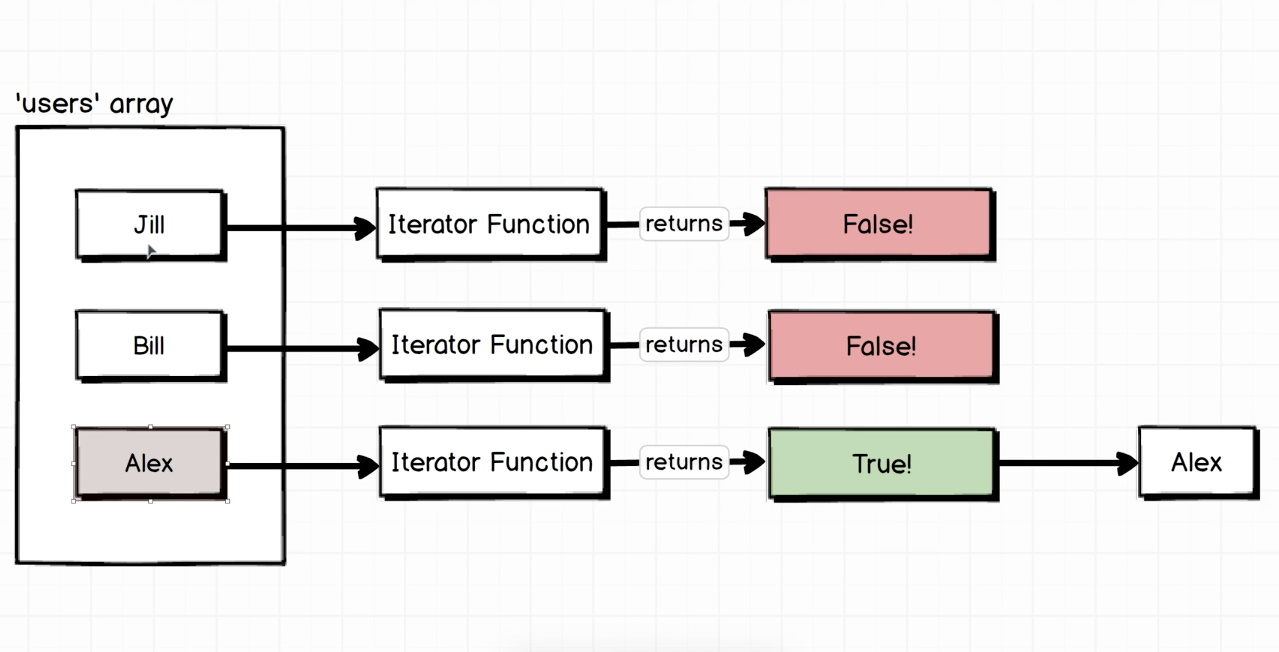 'users' array
Jill
Iterator Function
returns
False!
Bill
Iterator Function
returns
False!
Alex
Iterator Function
returns
True!
Alex